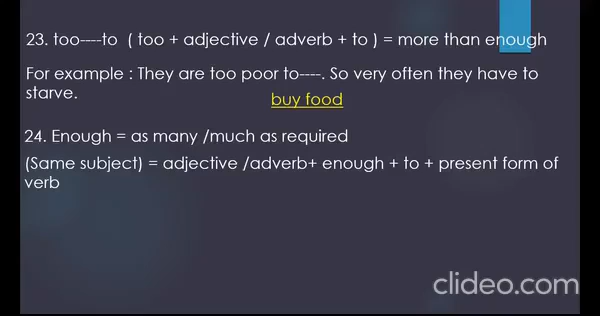 23. too----to ( too + adjective / adverb + to ) = more than enough
For example : They are too poor to----. So very often they have to
starve.
buy food
24. Enough = as many /much as required
(Same subject) = adjective /adverb+ enough + to + present form of
verb
clideo.com